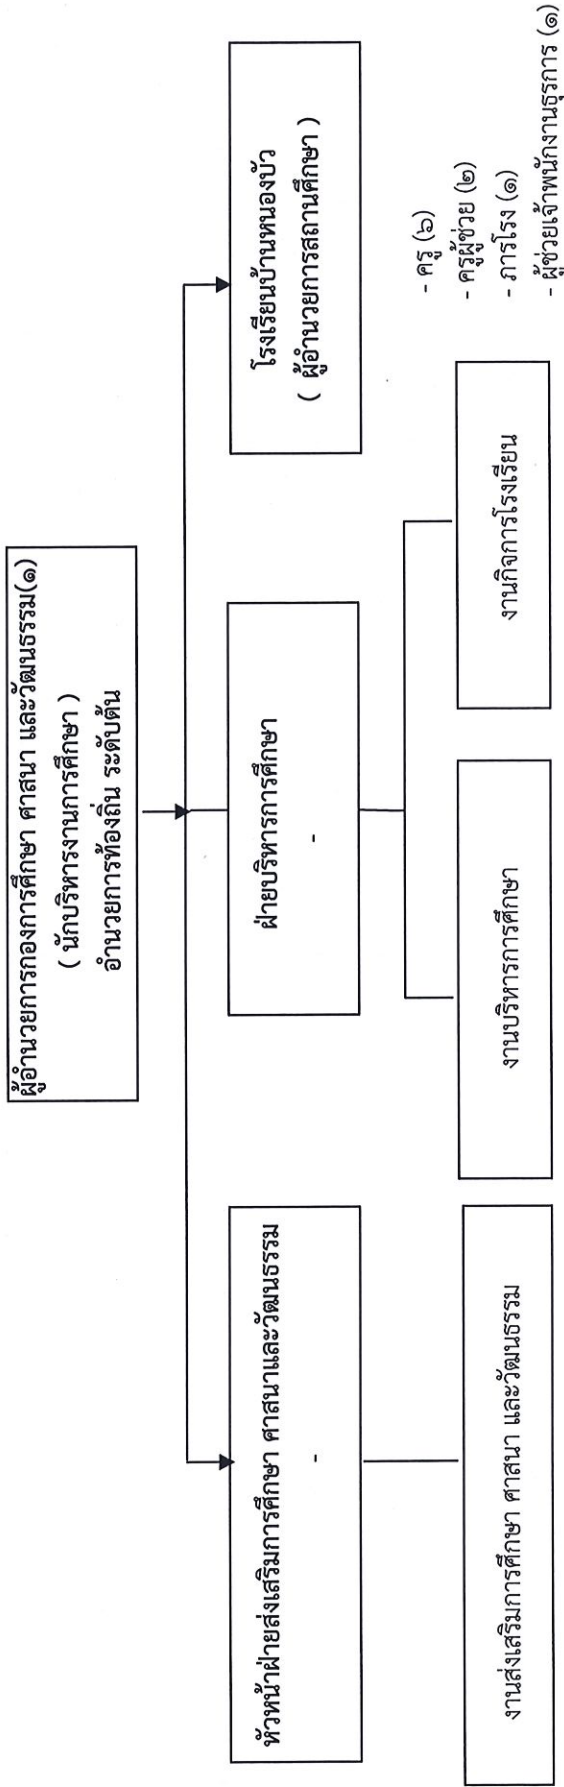 ผู้อำนวยการกองการศึกษา ศาสนา และวัฒนธรรม(๑)
( นักบริหารงานการศึกษา )
อำนวยการท้องถิ่น ระดับต้น
หัวหน้าฝ่ายส่งเสริมการศึกษา ศาสนาและวัฒนธรรม
-
ฝ่ายบริหารการศึกษา
-
โรงเรียนบ้านหนองบัว
( ผู้อำนวยการสถานศึกษา )
งานส่งเสริมการศึกษา ศาสนา และวัฒนธรรม
งานบริหารการศึกษา
งานกิจการโรงเรียน
- ครู (๖)
- ครูผู้ช่วย (๒)
- ภารโรง (๑)
- ผู้ช่วยเจ้าพนักงานธุรการ (๑)